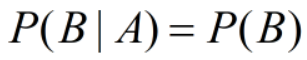 P(B | A) = P(B)